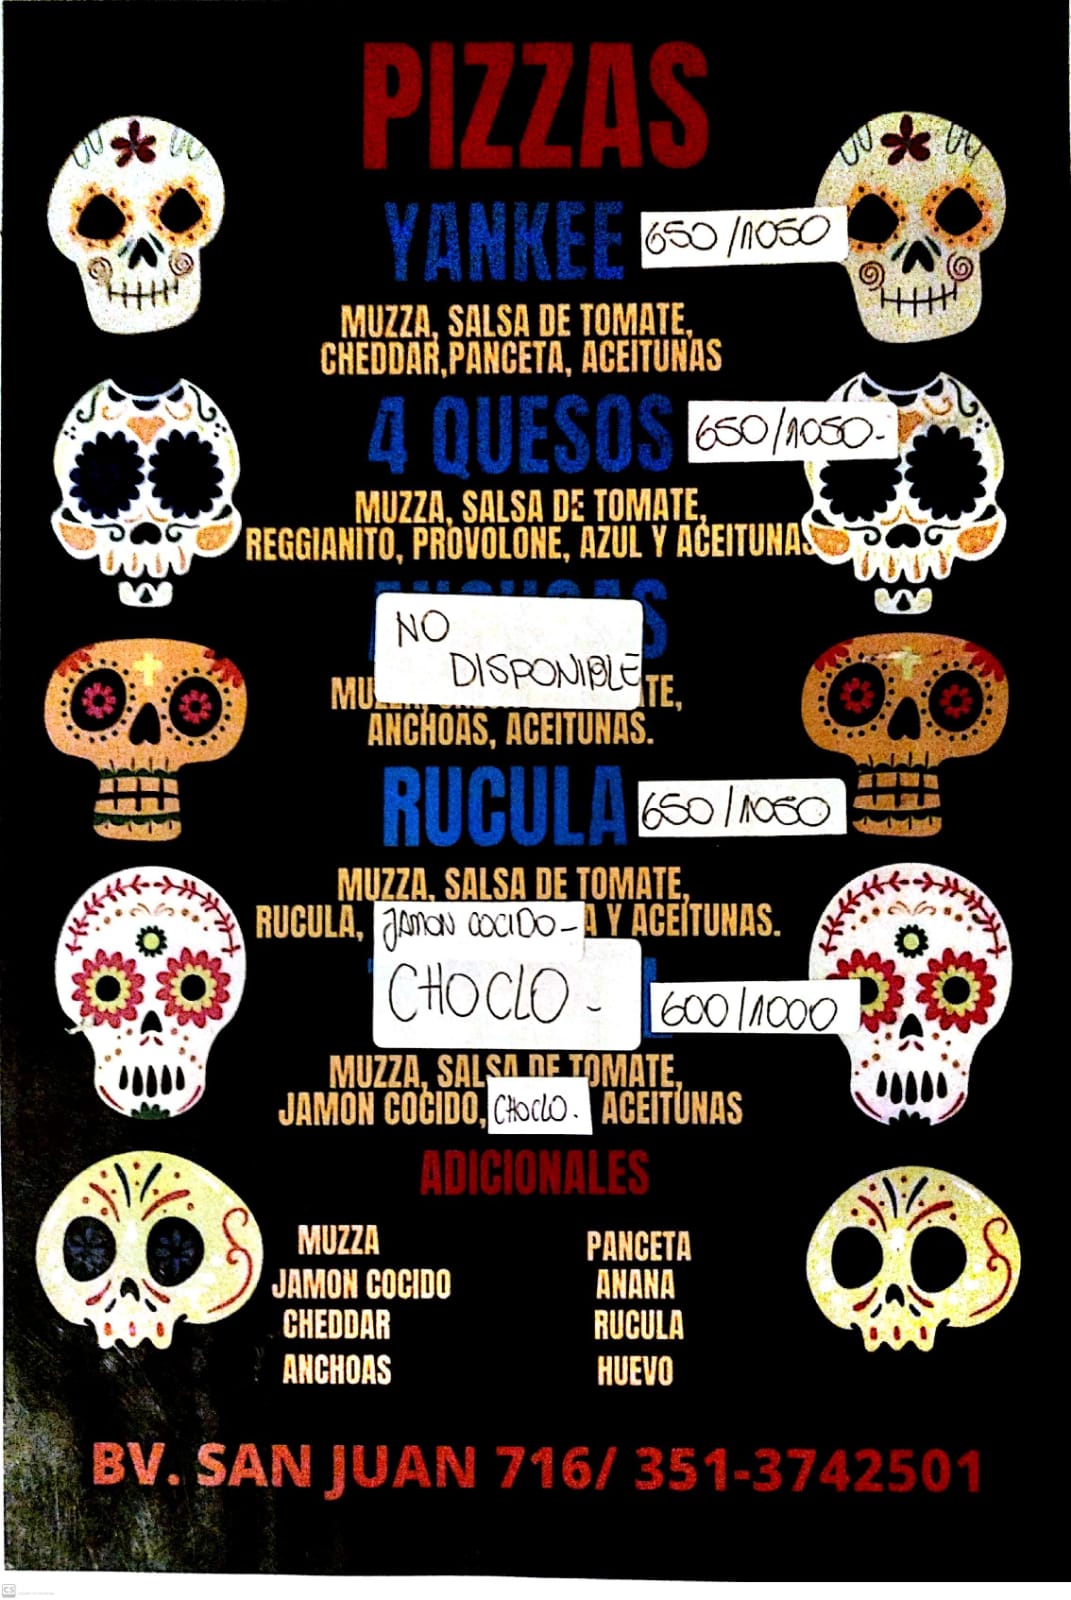 PIZZAS
YANKEE 650/1050
MUZZA, SALSA DE TOMATE,
CHEDDAR,PANCETA, ACEITUNAS
4 QUESOS 650/1050-
MUZZA, SALSA DE TOMATE,
REGGIANITO, PROVOLONE, AZUL Y ACEITUNAS
NO
DISPONIBLE
ANCHOAS, ACEITUNAS.
RUCULA 650/1050
MUZZA, SALSA DE TOMATE,
RUCULA, JAMON COCIDO- Y ACEITUNAS.
CHOCLO - 600/1000
MUZZA, SALSA DE TOMATE,
JAMON COCIDO, CHOCLO. ACEITUNAS
ADICIONALES
MUZZA PANCETA
JAMON COCIDO ANANA
CHEDDAR RUCULA
ANCHOAS HUEVO
BV. SAN JUAN 716/ 351-3742501
CS